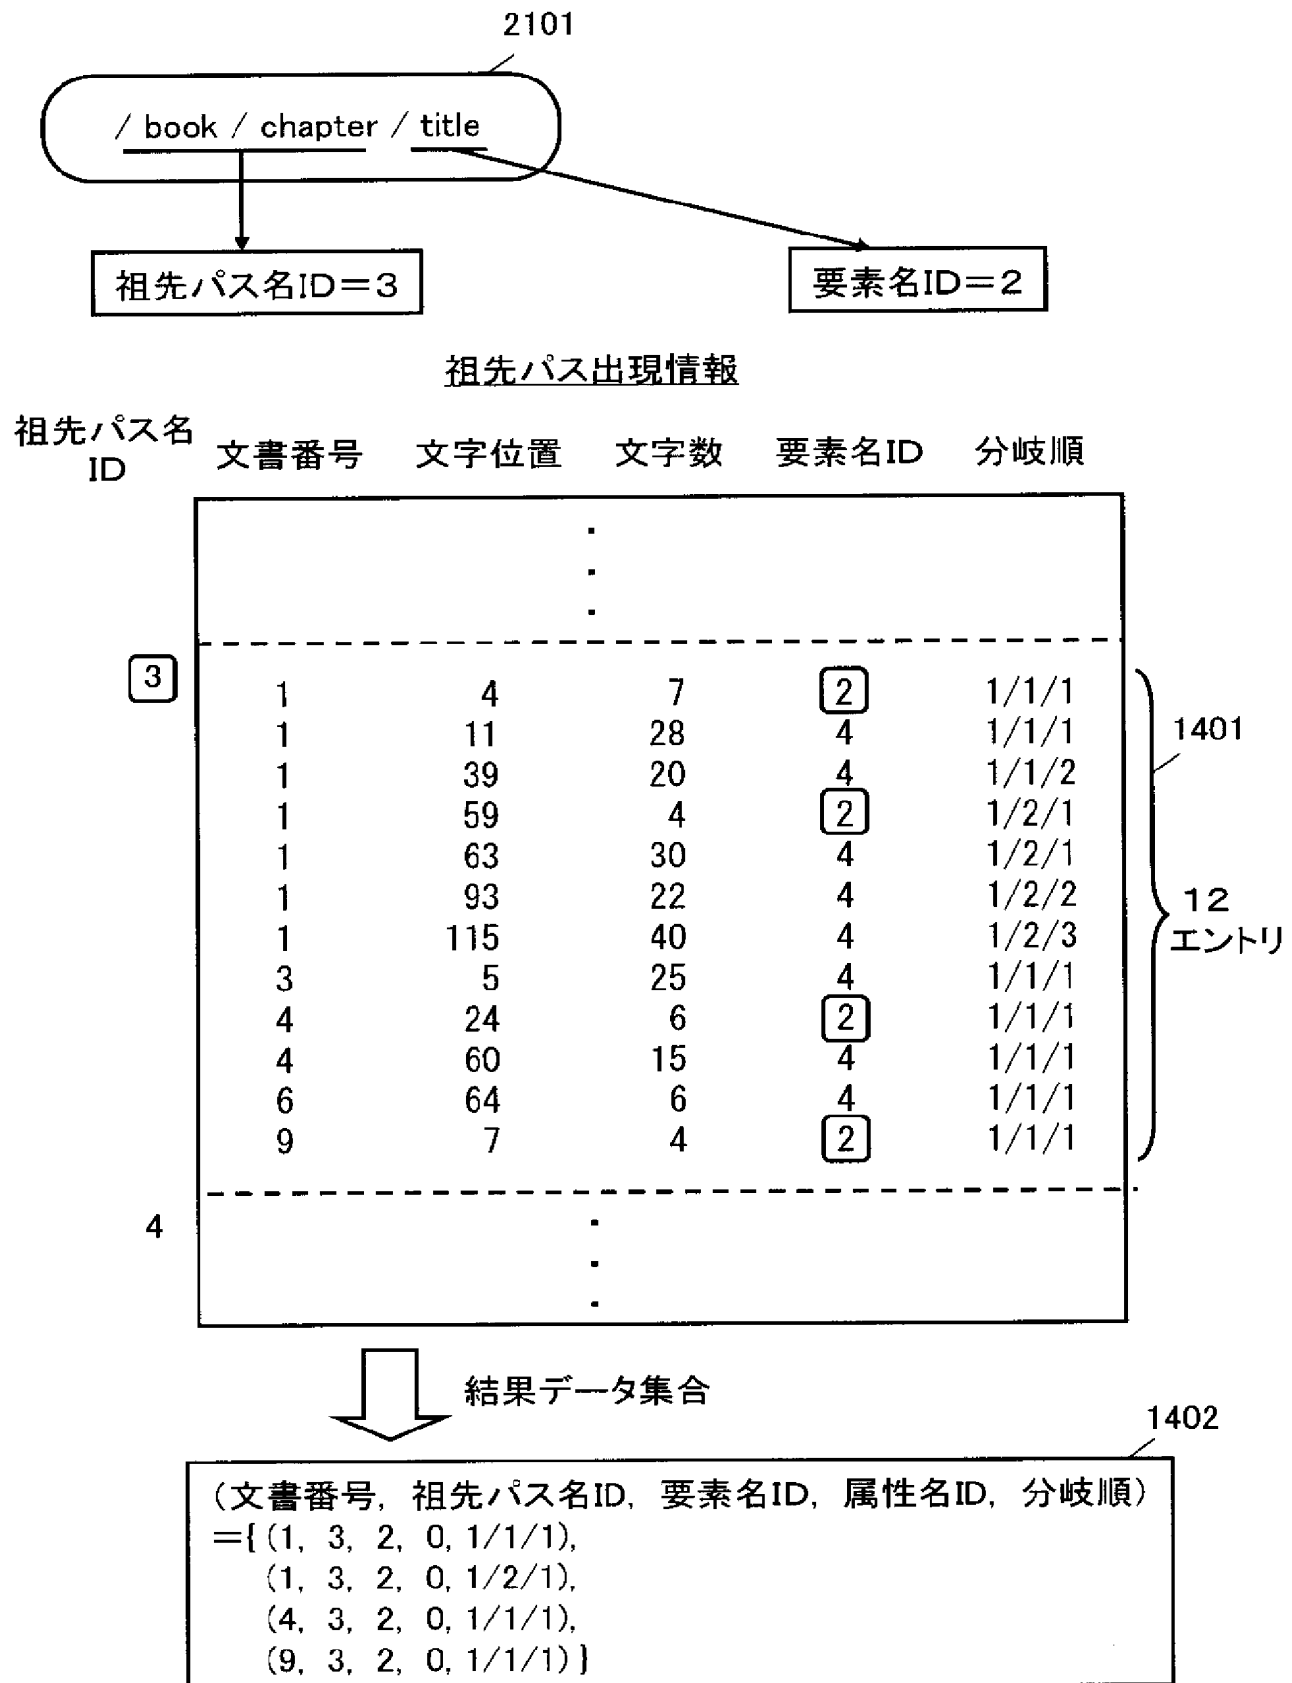 2101
/ book / chapter / title
祖先パス名ID=3
要素名ID=2
祖先パス出現情報
祖先パス名
ID
文書番号 文字位置 文字数 要素名ID 分岐順
3
1 4 7 2 1/1/1
1 11 28 4 1/1/1
1 39 20 4 1/1/2
1 59 4 2 1/2/1
1 63 30 4 1/2/1
1 93 22 4 1/2/2
1 115 40 4 1/2/3
3 5 25 4 1/1/1
4 24 6 2 1/1/1
4 60 15 4 1/1/1
6 64 6 4 1/1/1
9 7 4 2 1/1/1
1401
12
エントリ
4
結果データ集合
1402
(文書番号, 祖先パス名ID, 要素名ID, 属性名ID, 分岐順)
={(1, 3, 2, 0, 1/1/1),
(1, 3, 2, 0, 1/2/1),
(4, 3, 2, 0, 1/1/1),
(9, 3, 2, 0, 1/1/1)}